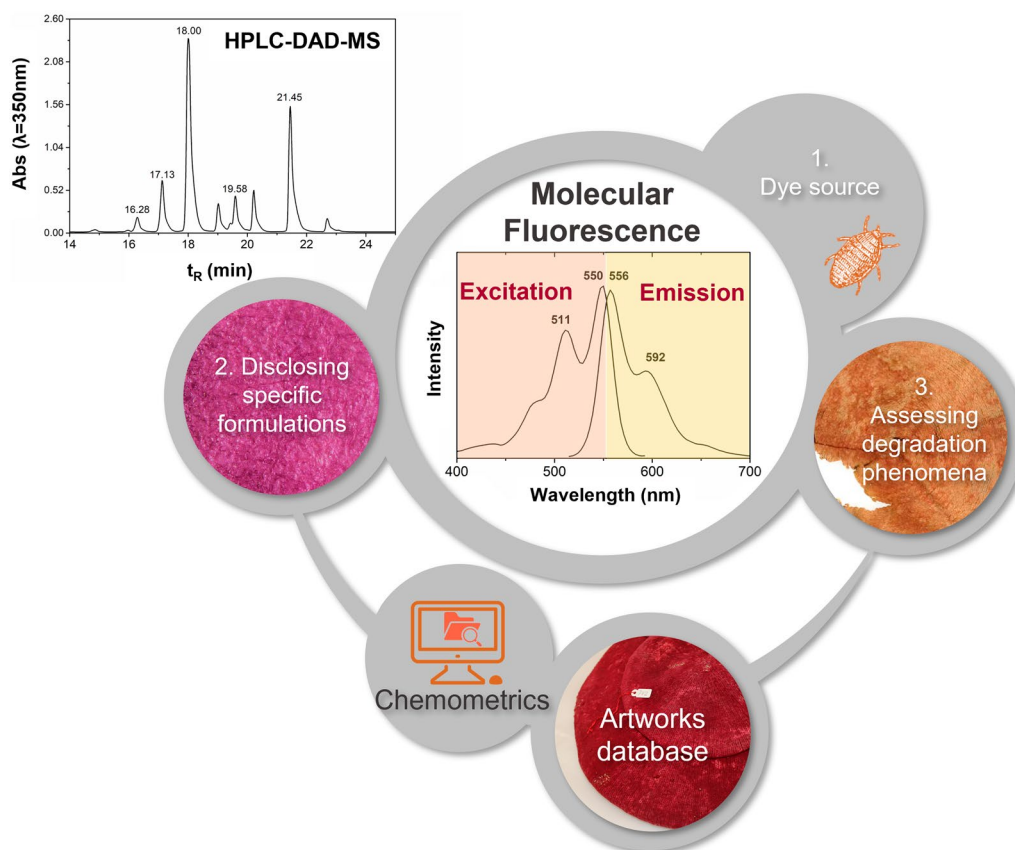 HPLC-DAD-MS
Abs (λ=350nm)
2.60
2.08
1.56
1.04
0.52
0.00
16.28
17.13
18.00
19.58
21.45
14 16 18 20 22 24
t_R (min)
1.
Dye source
Molecular
Fluorescence
Excitation
Emission
511
550
556
592
Intensity
400 500 600 700
Wavelength (nm)
2. Disclosing
specific
formulations
3.
Assessing
degradation
phenomena
Chemometrics
Artworks
database